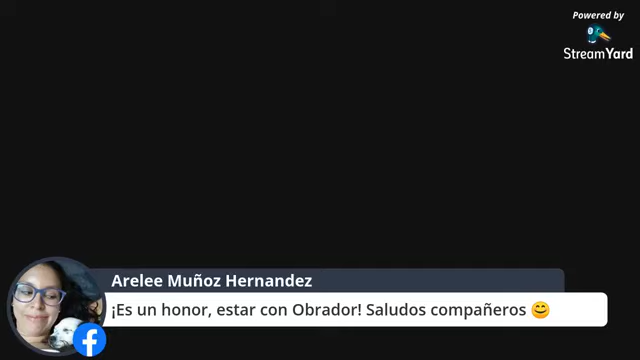 Powered by
StreamYard
Arelee Muñoz Hernandez
¡Es un honor, estar con Obrador! Saludos compañeros 😊